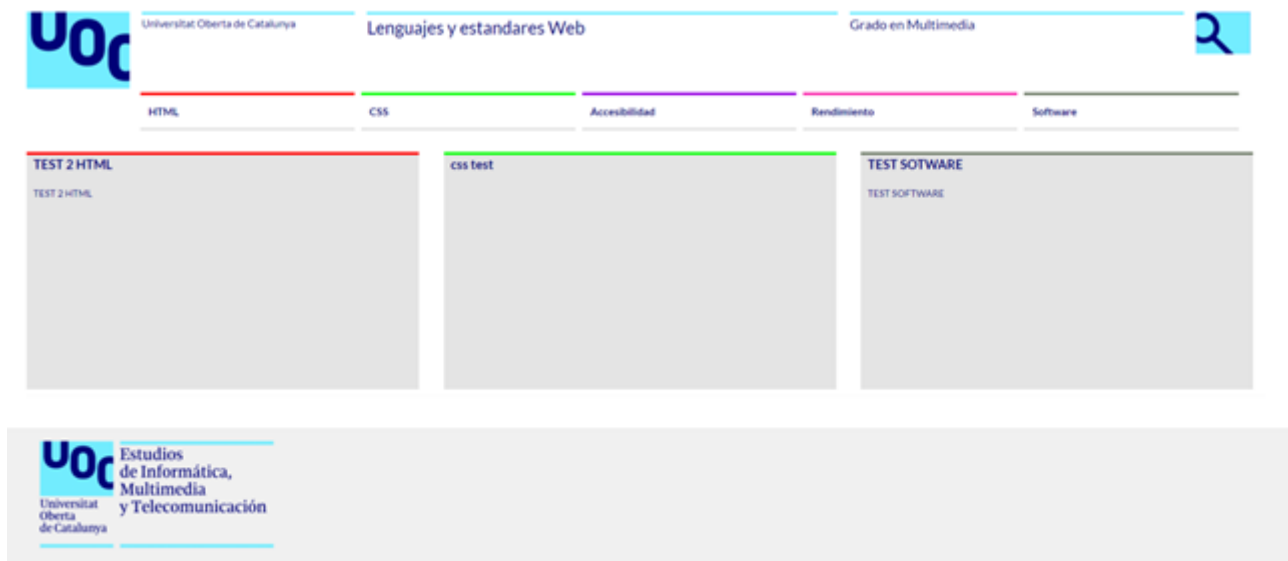 UOC
Universitat Oberta de Catalunya
Lenguajes y estandares Web
Grado en Multimedia
HTML
CSS
Accesibilidad
Rendimiento
Software
TEST 2 HTML
TEST 2 HTML
css test
TEST SOTWARE
TEST SOFTWARE
UOC
Universitat
Oberta
de Catalunya
Estudios
de Informática,
Multimedia
y Telecomunicación